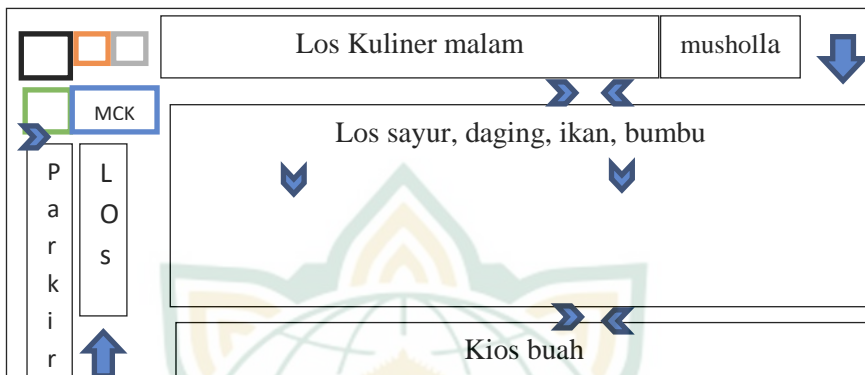 Los Kuliner malam
musholla
MCK
Los sayur, daging, ikan, bumbu
P
a
r
k
i
r
L
O
s
Kios buah